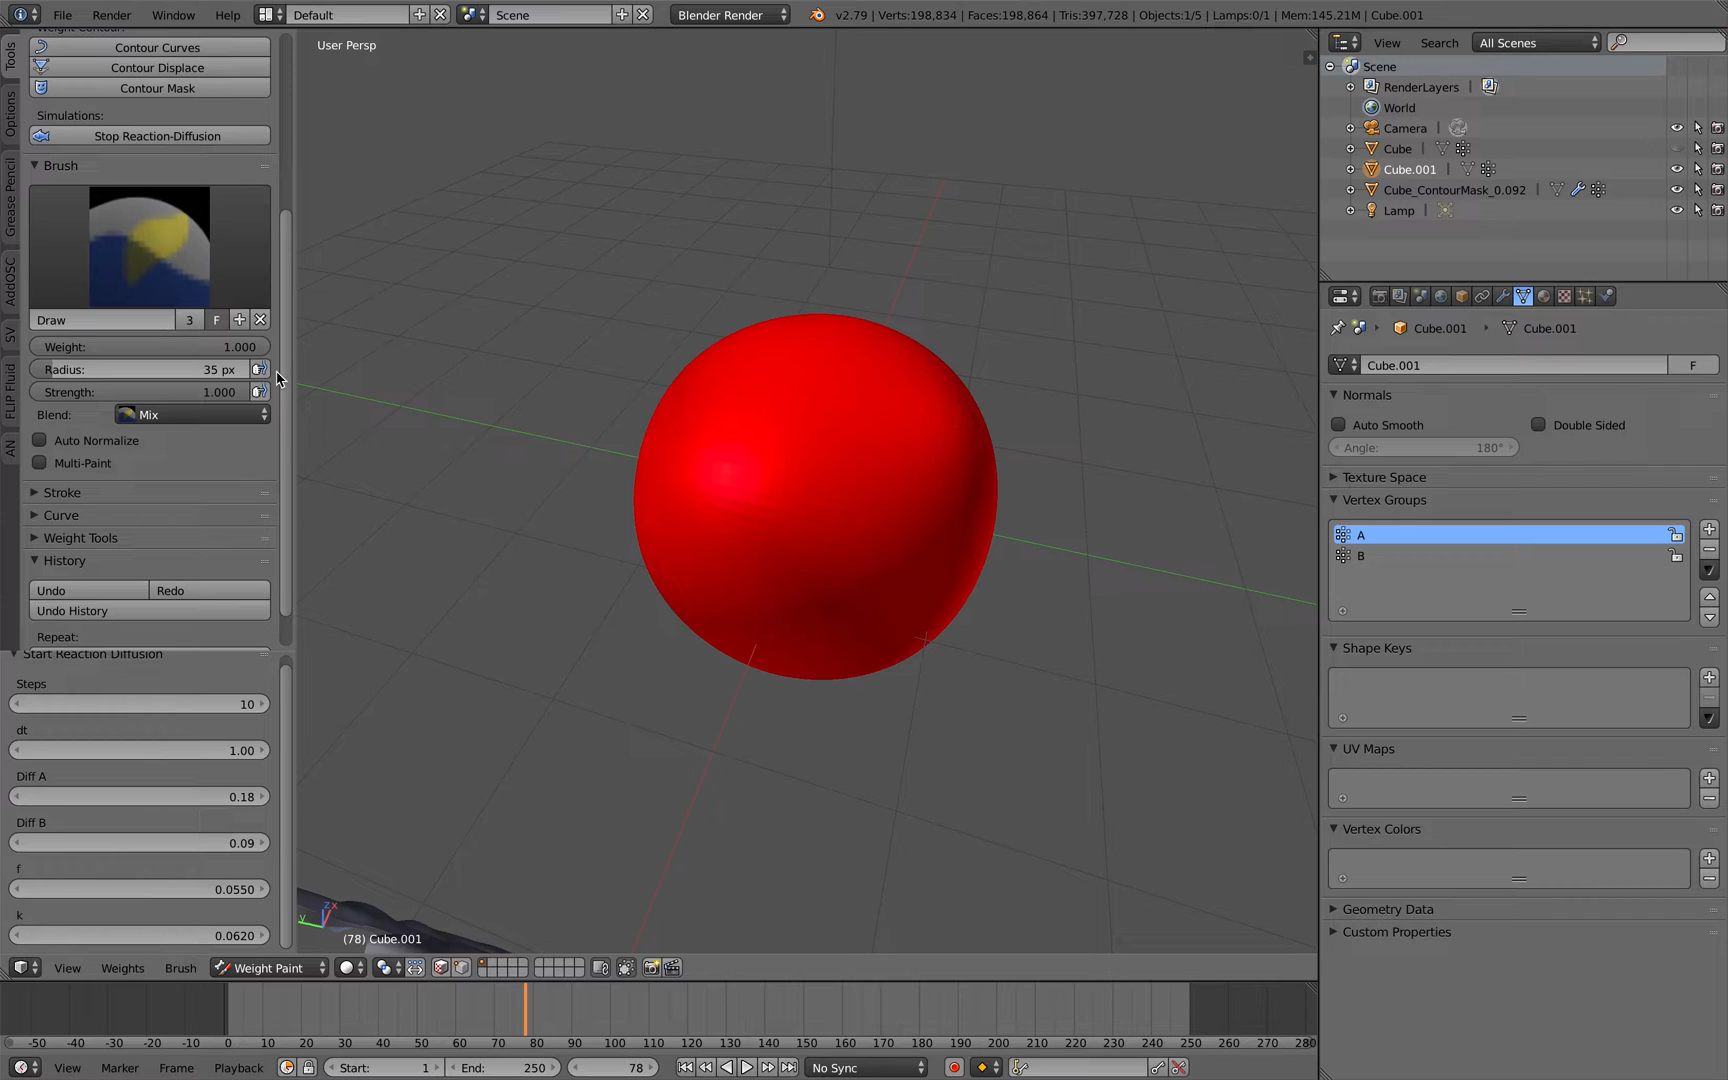 File Render Window Help Default Scene Blender Render v2.79 | Verts:198,834 | Faces:198,864 | Tris:397,728 | Objects:1/5 | Lamps:0/1 | Mem:145.21M | Cube.001
Tools
Options
Grease Pencil
AddOSC
SV
FLIP Fluid
AN
Weight Contour:
Contour Curves
Contour Displace
Contour Mask
Simulations:
Stop Reaction-Diffusion
Brush
Draw 3 F
Weight: 1.000
Radius: 35 px
Strength: 1.000
Blend: Mix
Auto Normalize
Multi-Paint
Stroke
Curve
Weight Tools
History
Undo Redo
Undo History
Repeat:
Start Reaction Diffusion
Steps
10
dt
1.00
Diff A
0.18
Diff B
0.09
f
0.0550
k
0.0620
User Persp
z x
y
(78) Cube.001
View Weights Brush Weight Paint
-50 -40 -30 -20 -10 0 10 20 30 40 50 60 70 80 90 100 110 120 130 140 150 160 170 180 190 200 210 220 230 240 250 260 270 280
View Marker Frame Playback Start: 1 End: 250 78 No Sync
View Search All Scenes
Scene
RenderLayers
World
Camera
Cube
Cube.001
Cube_ContourMask_0.092
Lamp
Cube.001 Cube.001
Cube.001 F
Normals
Auto Smooth Double Sided
Angle: 180°
Texture Space
Vertex Groups
A
B
Shape Keys
UV Maps
Vertex Colors
Geometry Data
Custom Properties